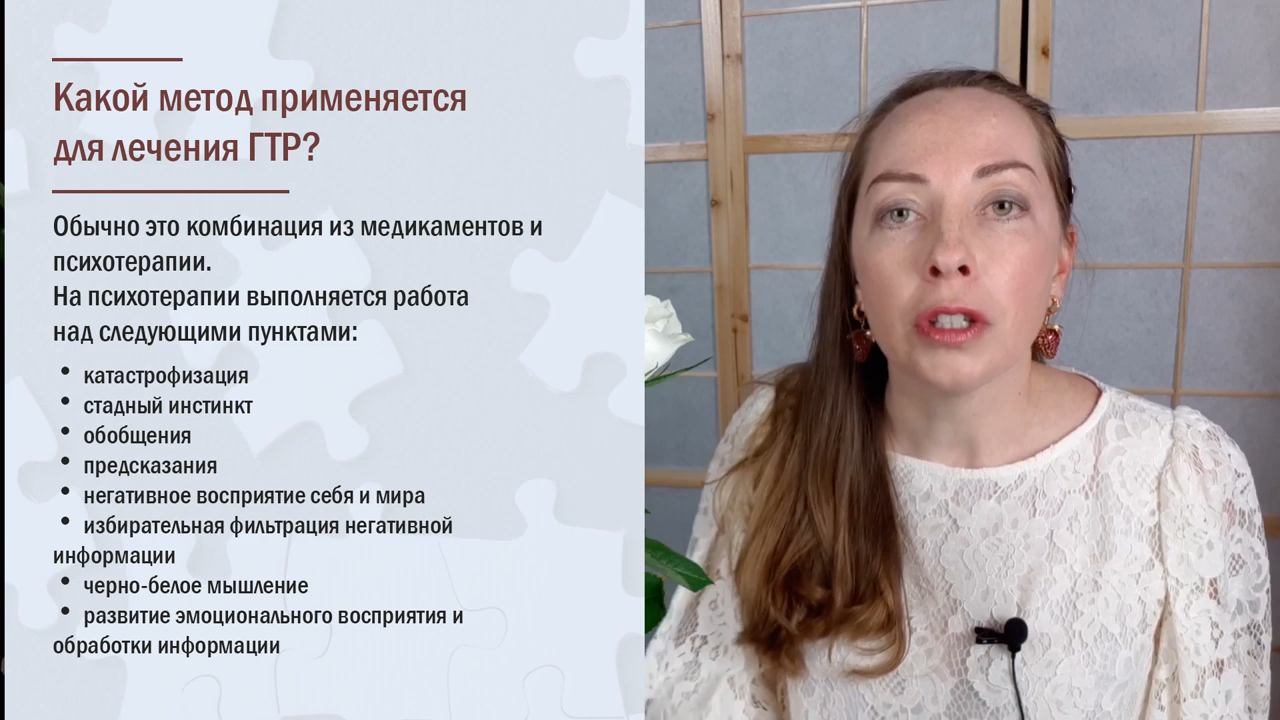 Какой метод применяется
для лечения ГТР?
Обычно это комбинация из медикаментов и
психотерапии.
На психотерапии выполняется работа
над следующими пунктами:
• катастрофизация
• стадный инстинкт
• обобщения
• предсказания
• негативное восприятие себя и мира
• избирательная фильтрация негативной
информации
• черно-белое мышление
• развитие эмоционального восприятия и
обработки информации